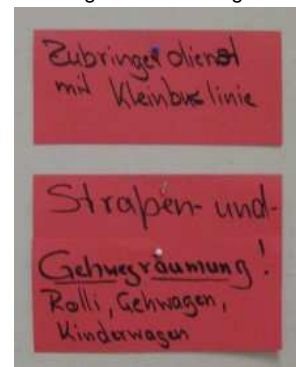 Zubringerdienst
mit Kleinbuslinie
Straßen- und-
Gehwegräumung!
Rolli, Gehwagen,
Kinderwagen